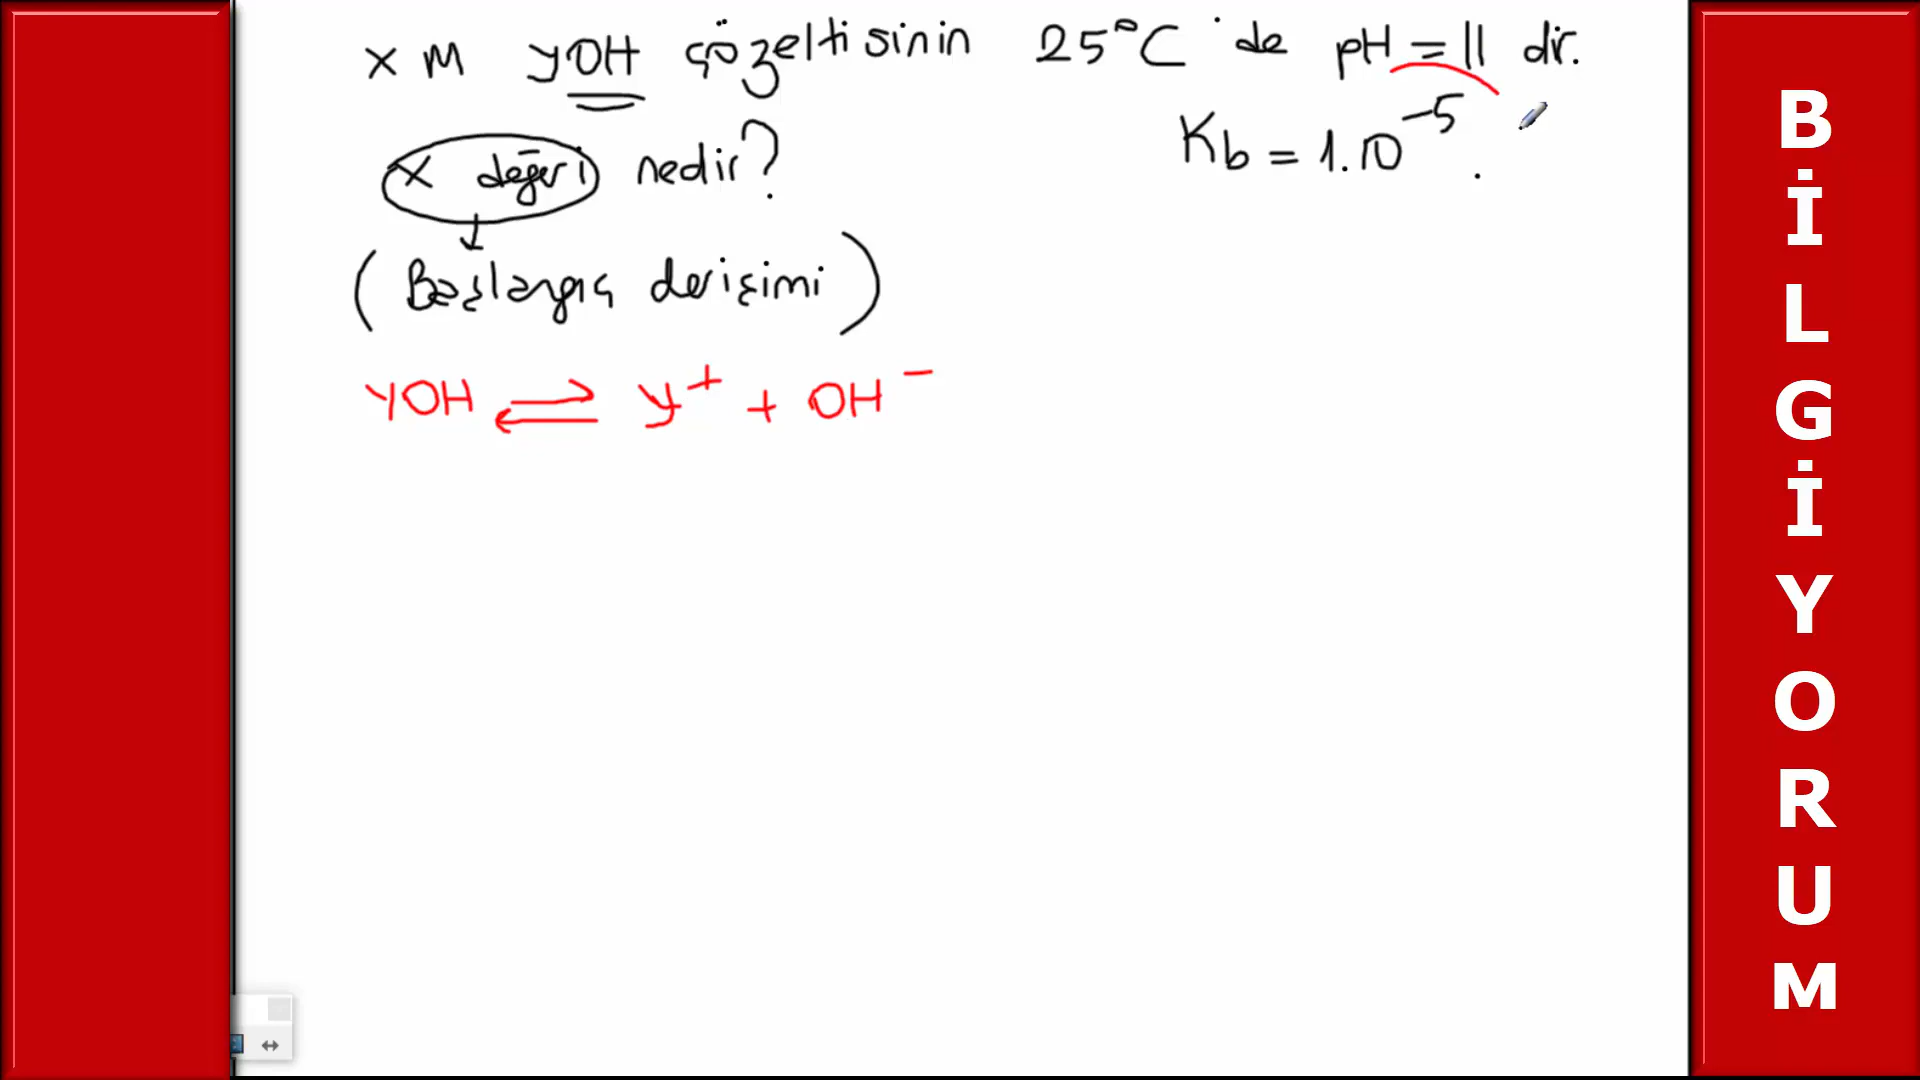 x M yOH çözeltisinin 25°C 'de pH = 11 dir.
Kb = 1.10⁻⁵.
x değeri nedir?
(Başlangıç derişimi)
YOH ⇌ y⁺ + OH⁻
BİLGİYORUM